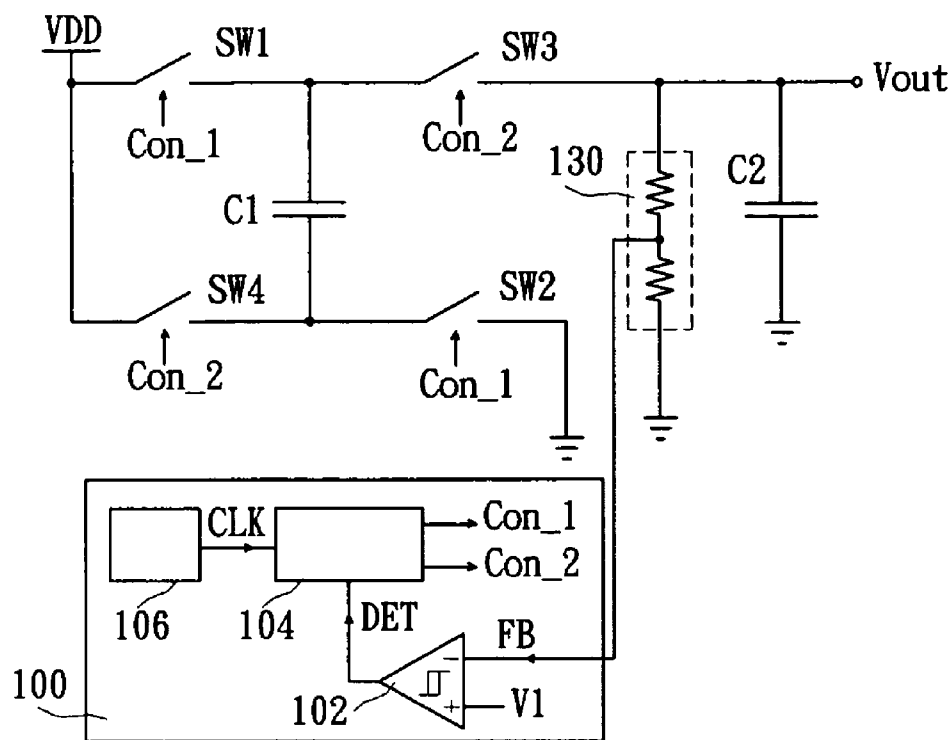 VDD
SW1
SW3
Vout
Con_1
Con_2
130
C2
C1
SW4
SW2
Con_2
Con_1
CLK
Con_1
Con_2
106
104
DET
FB
100
102
-
+
V1